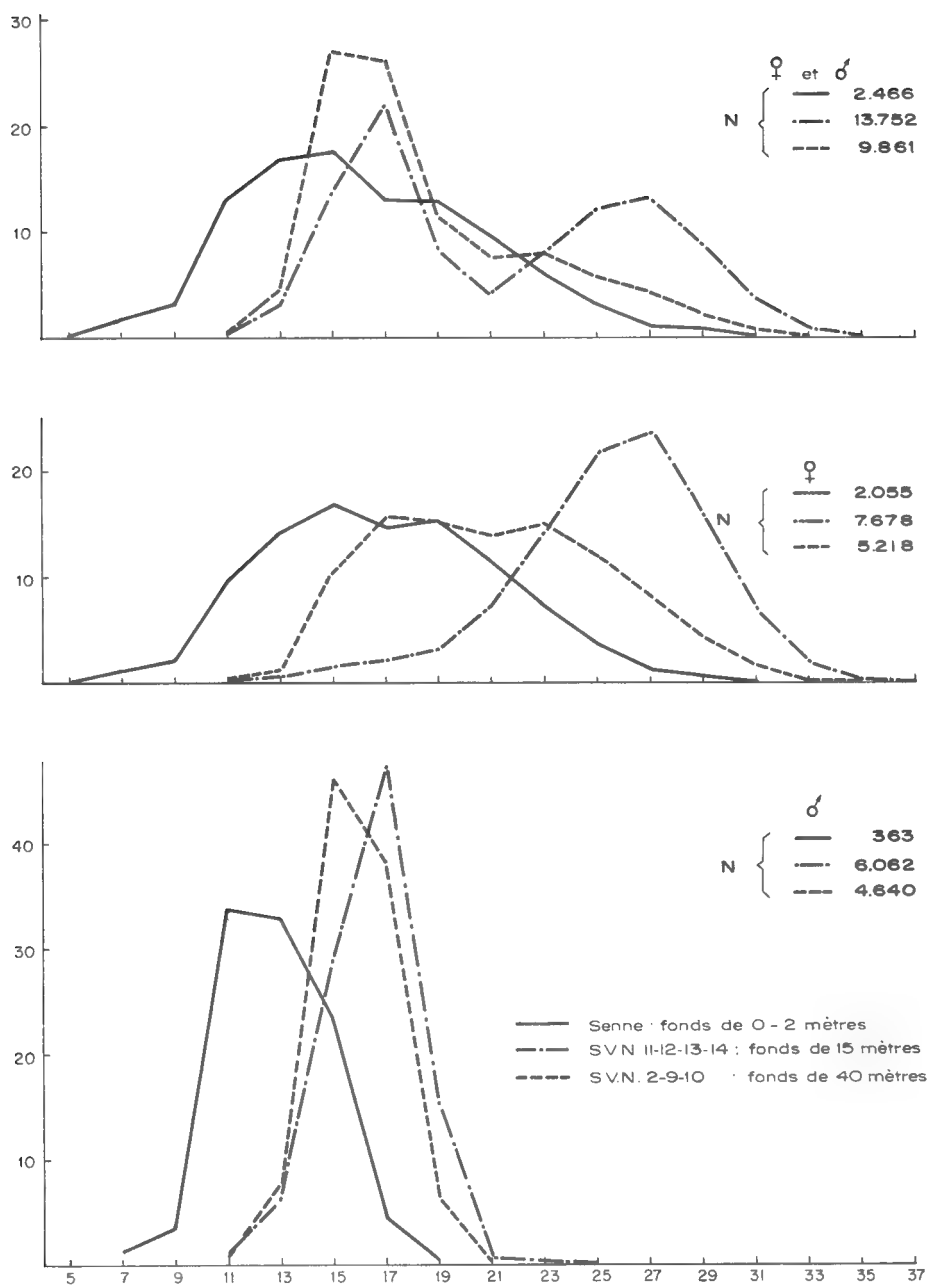 30
20
10
♀ et ♂
N
2.466
13.752
9.861
20
10
♀
N
2.055
7.678
5.218
40
30
20
10
♂
N
363
6.062
4.640
Senne : fonds de 0 - 2 mètres
S.V.N 11-12-13-14 : fonds de 15 mètres
S.V.N. 2-9-10 : fonds de 40 mètres
5 7 9 11 13 15 17 19 21 23 25 27 29 31 33 35 37